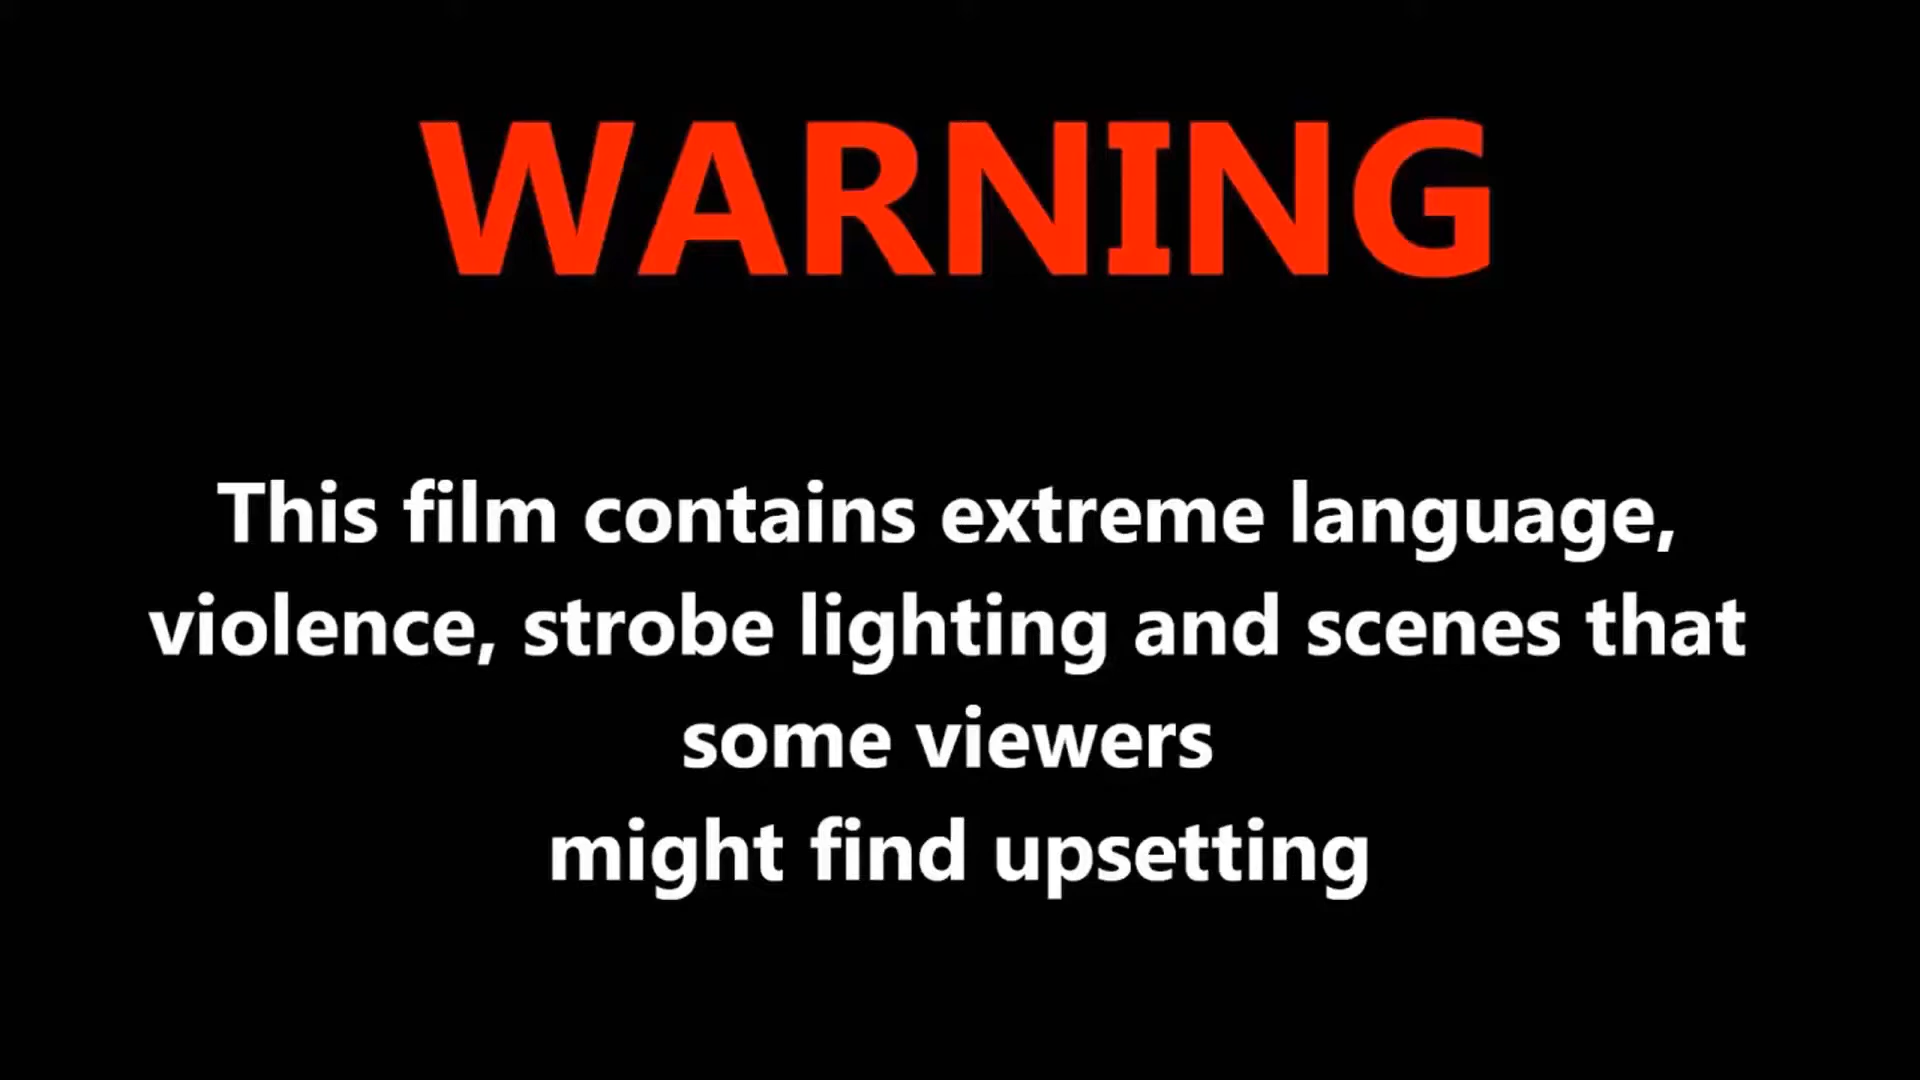 WARNING
This film contains extreme language,
violence, strobe lighting and scenes that
some viewers
might find upsetting